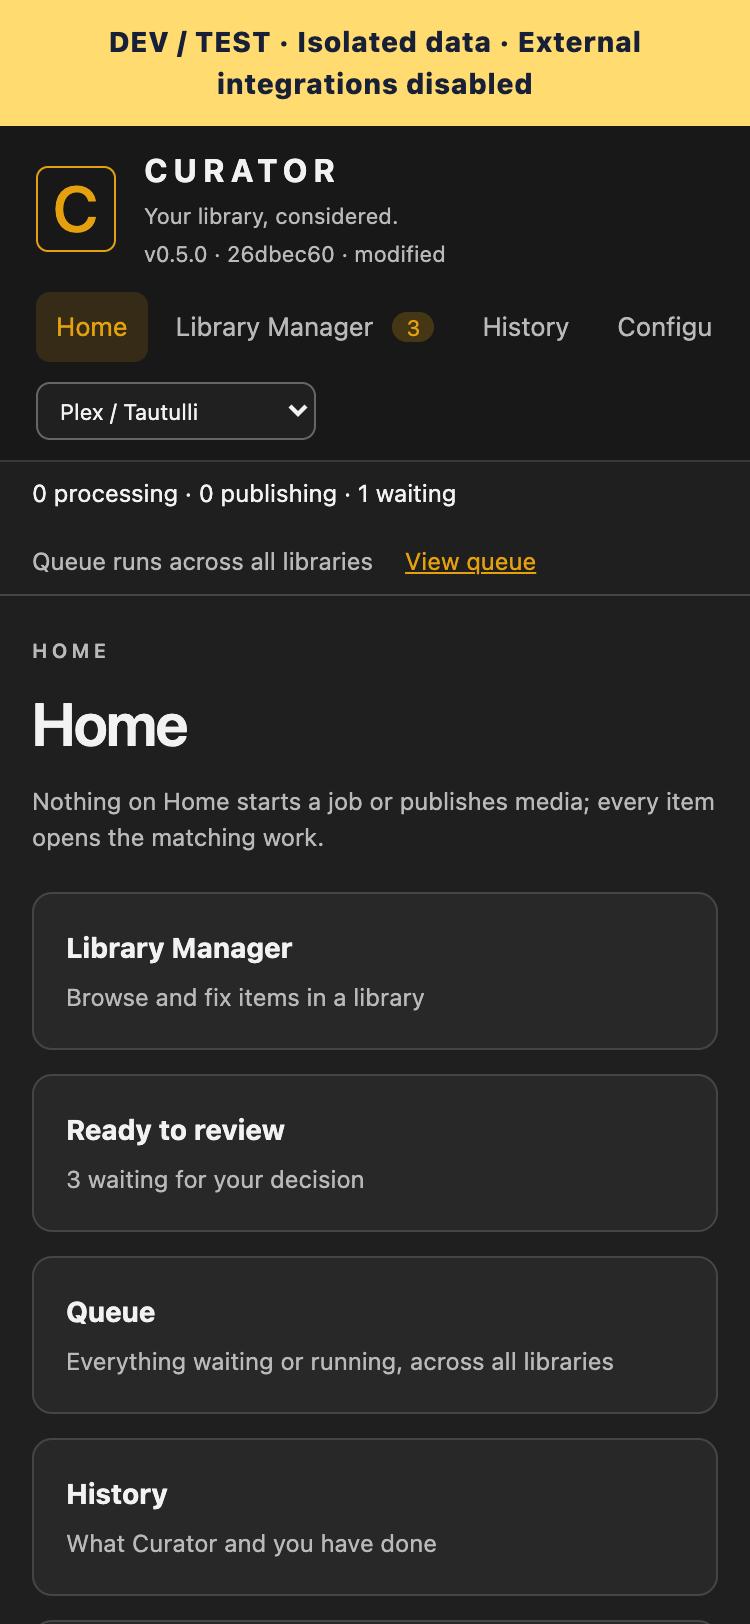 DEV / TEST · Isolated data · External
integrations disabled
C
CURATOR
Your library, considered.
v0.5.0 · 26dbec60 · modified
Home Library Manager 3 History Configu
Plex / Tautulli
0 processing · 0 publishing · 1 waiting
Queue runs across all libraries View queue
HOME
Home
Nothing on Home starts a job or publishes media; every item
opens the matching work.
Library Manager
Browse and fix items in a library
Ready to review
3 waiting for your decision
Queue
Everything waiting or running, across all libraries
History
What Curator and you have done